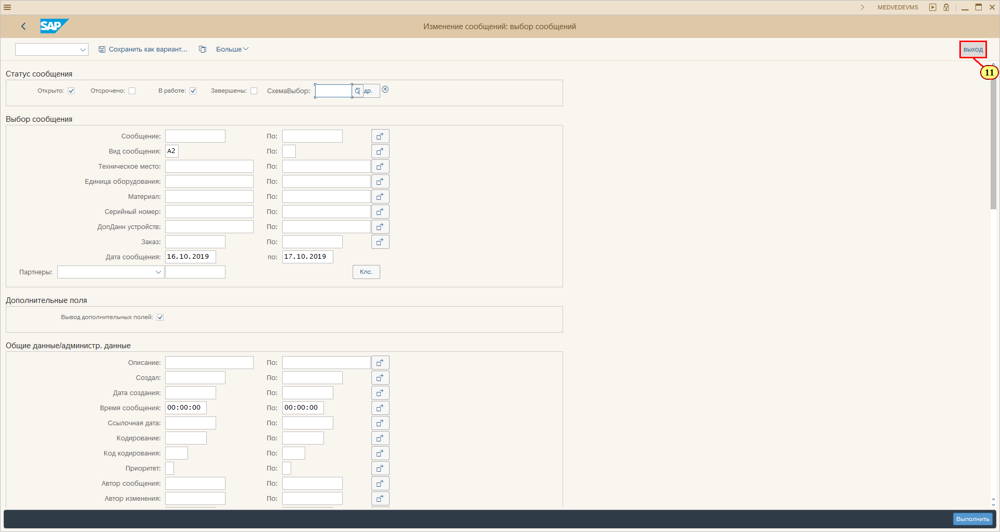 MEDVEDEVMS
SAP
Изменение сообщений: выбор сообщений
Сохранить как вариант...
Больше
выход
11
Статус сообщения
Открыто: Отсрочено: В работе: Завершены: СхемаВыбор: др.
Выбор сообщения
Сообщение: По:
Вид сообщения: A2 По:
Техническое место: По:
Единица оборудования: По:
Материал: По:
Серийный номер: По:
ДопДанн устройств: По:
Заказ: По:
Дата сообщения: 16.10.2019 по: 17.10.2019
Партнеры: Клс.
Дополнительные поля
Вывод дополнительных полей:
Общие данные/администр. данные
Описание: По:
Создал: По:
Дата создания: По:
Время сообщения: 00:00:00 По: 00:00:00
Ссылочная дата: По:
Кодирование: По:
Код кодирования: По:
Приоритет: По:
Автор сообщения: По:
Автор изменения: По:
Выполнить